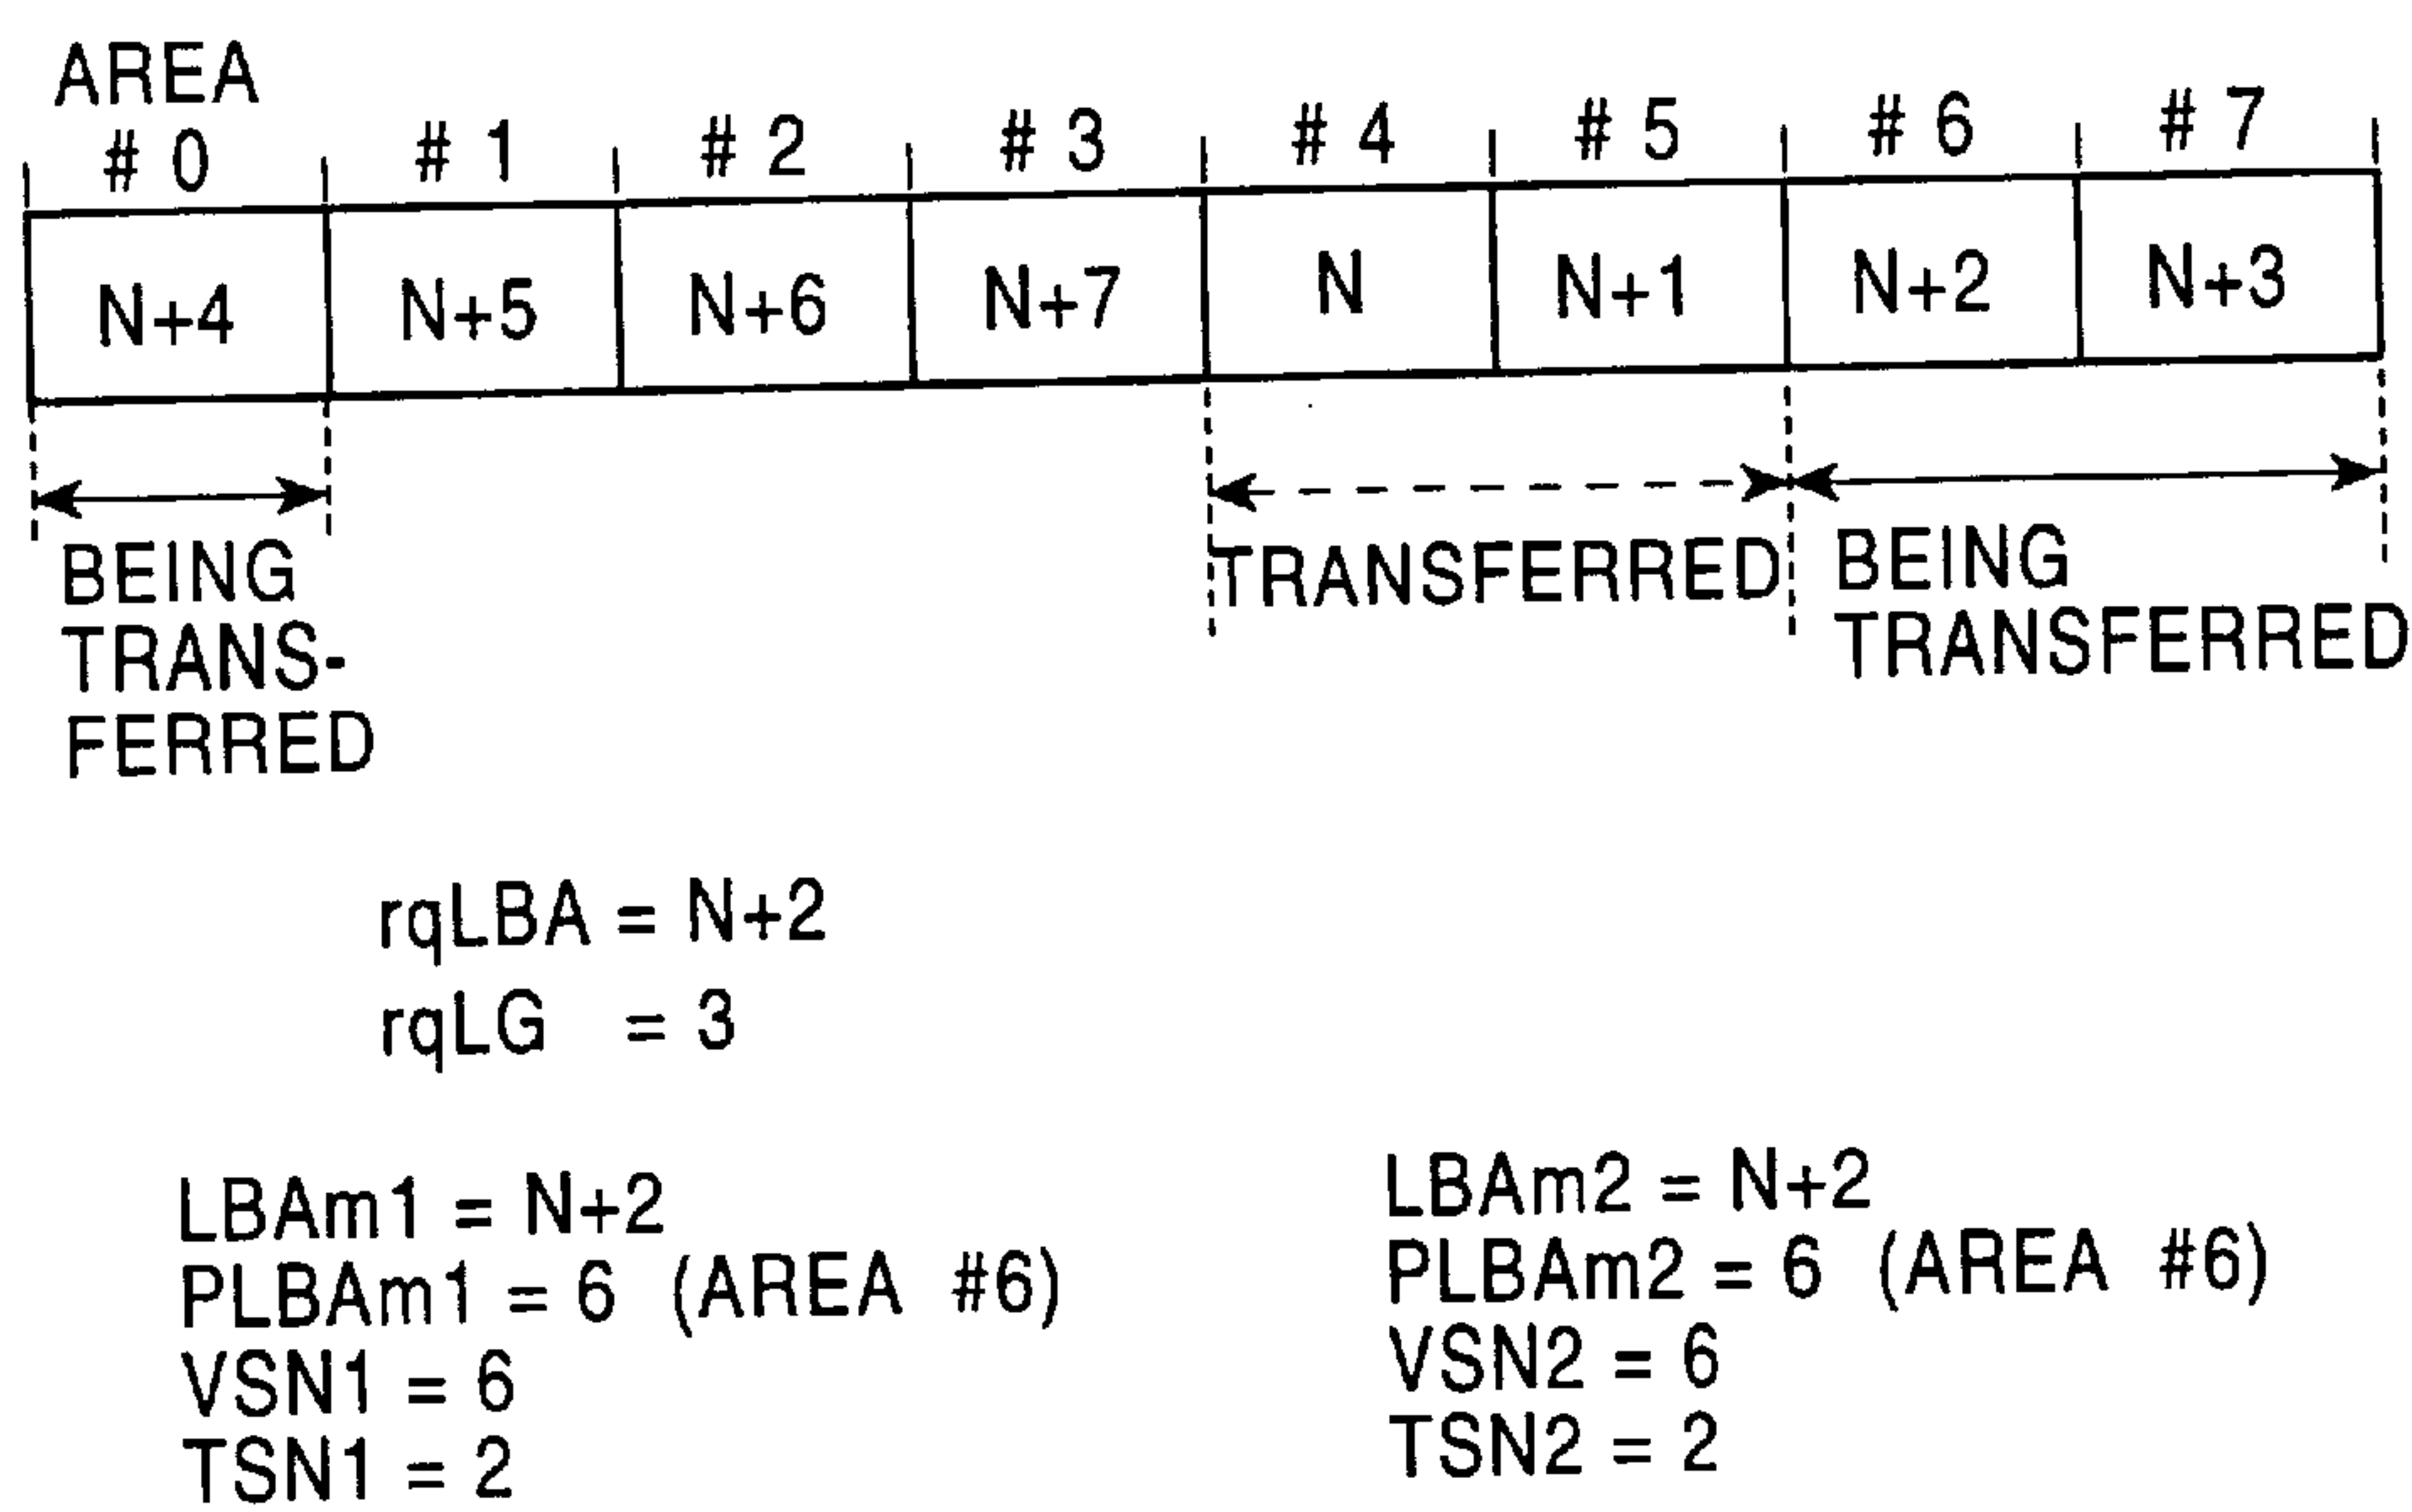 AREA
# 0 # 1 # 2 # 3 # 4 # 5 # 6 # 7
N+4 N+5 N+6 N+7 N N+1 N+2 N+3
BEING
TRANS-
FERRED
TRANSFERRED
BEING
TRANSFERRED
rqLBA = N+2
rqLG = 3
LBAm1 = N+2
PLBAm1 = 6 (AREA #6)
VSN1 = 6
TSN1 = 2
LBAm2 = N+2
PLBAm2 = 6 (AREA #6)
VSN2 = 6
TSN2 = 2